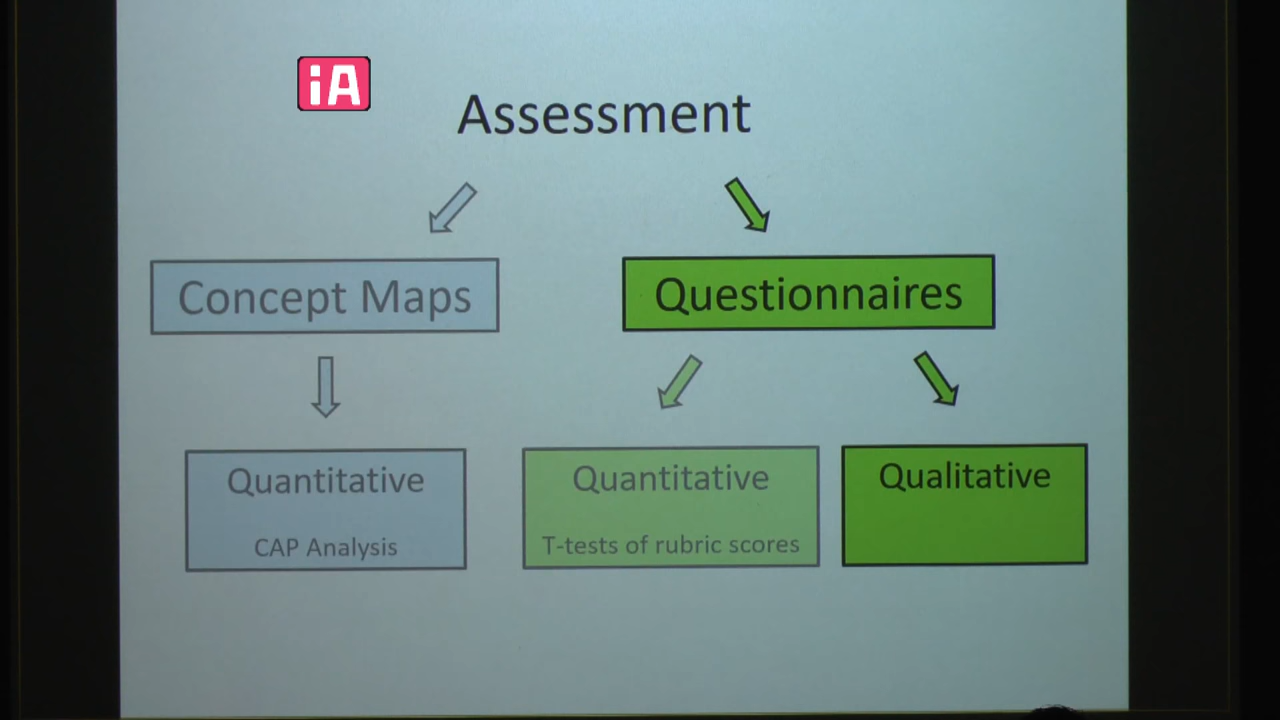 iA
Assessment
Concept Maps
Questionnaires
Quantitative
CAP Analysis
Quantitative
T-tests of rubric scores
Qualitative